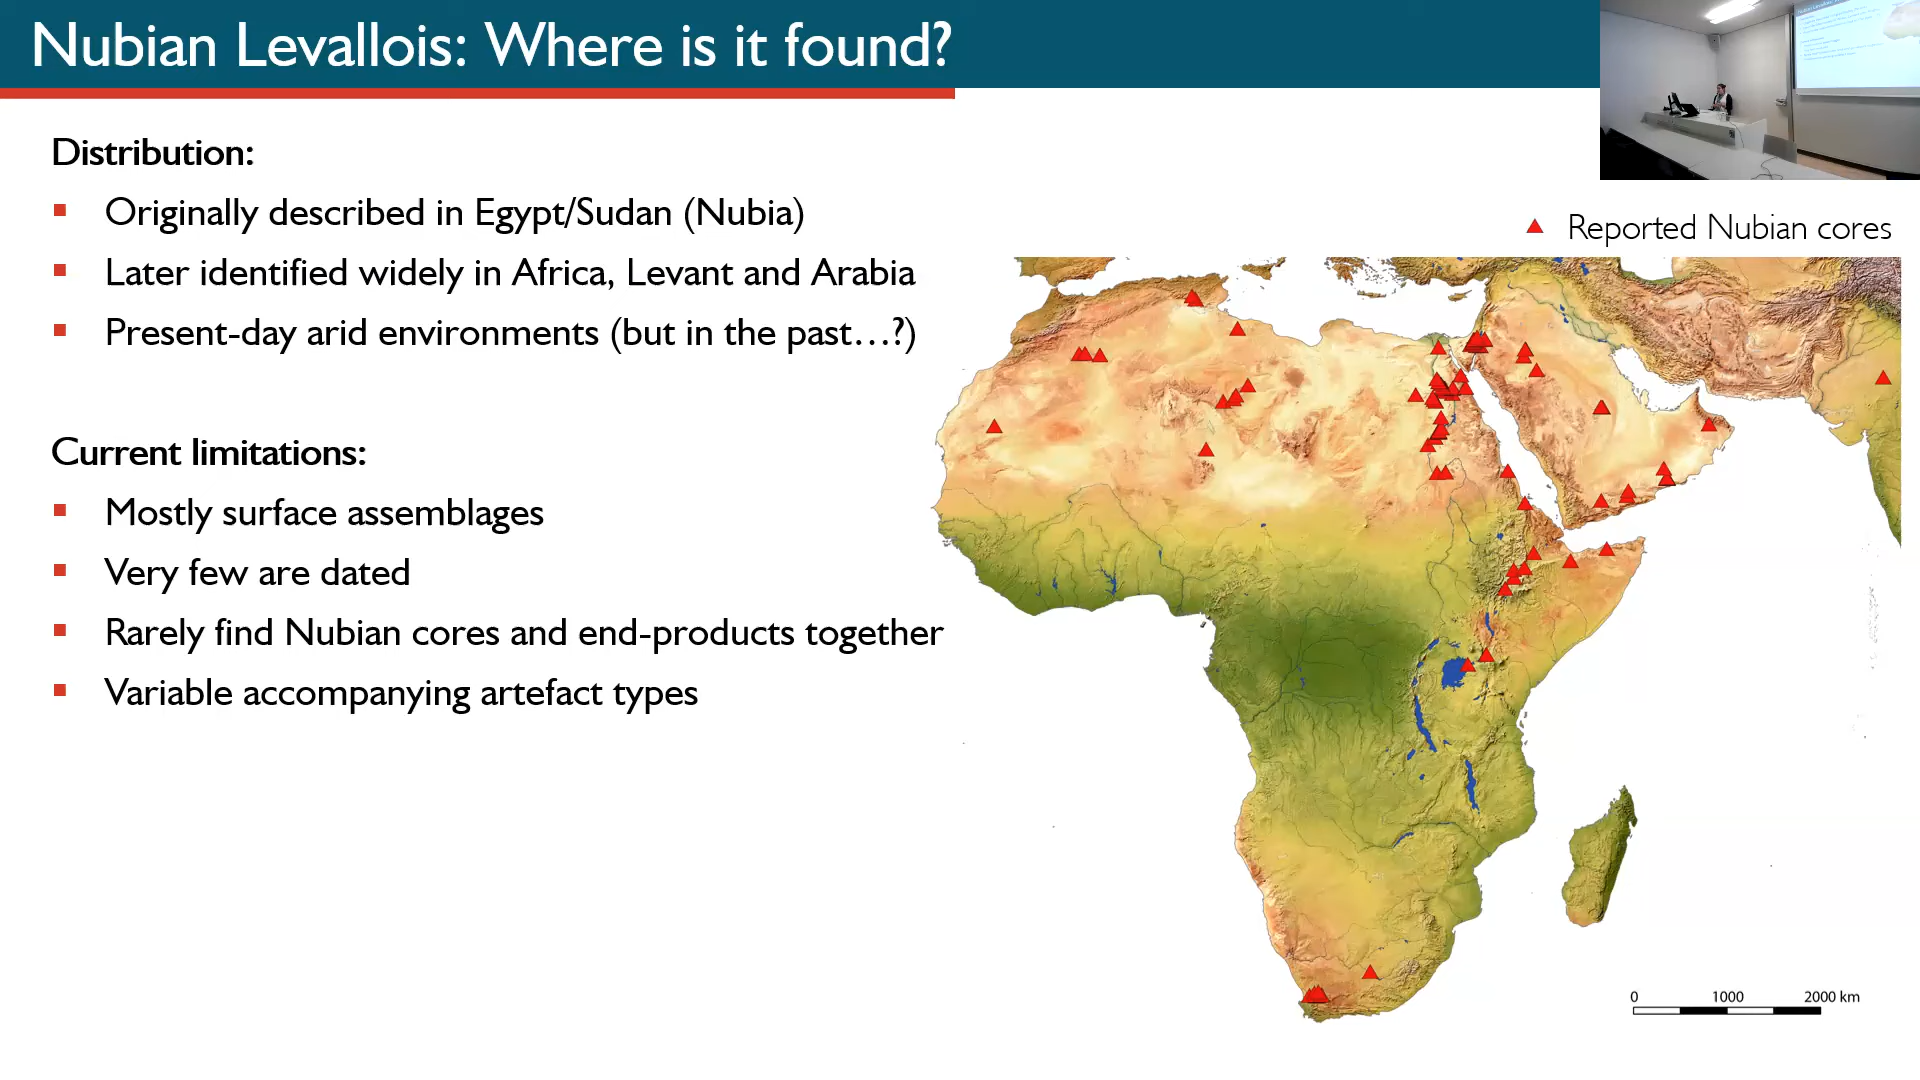 Nubian Levallois: Where is it found?
Distribution:
Originally described in Egypt/Sudan (Nubia)
Later identified widely in Africa, Levant and Arabia
Present-day arid environments (but in the past…?)
Current limitations:
Mostly surface assemblages
Very few are dated
Rarely find Nubian cores and end-products together
Variable accompanying artefact types
Reported Nubian cores
0 1000 2000 km